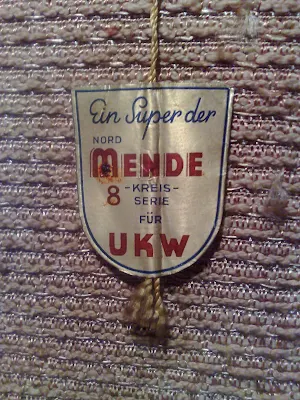 Ein Super der
NORD
MENDE
8 -KREIS-
SERIE
FÜR
UKW